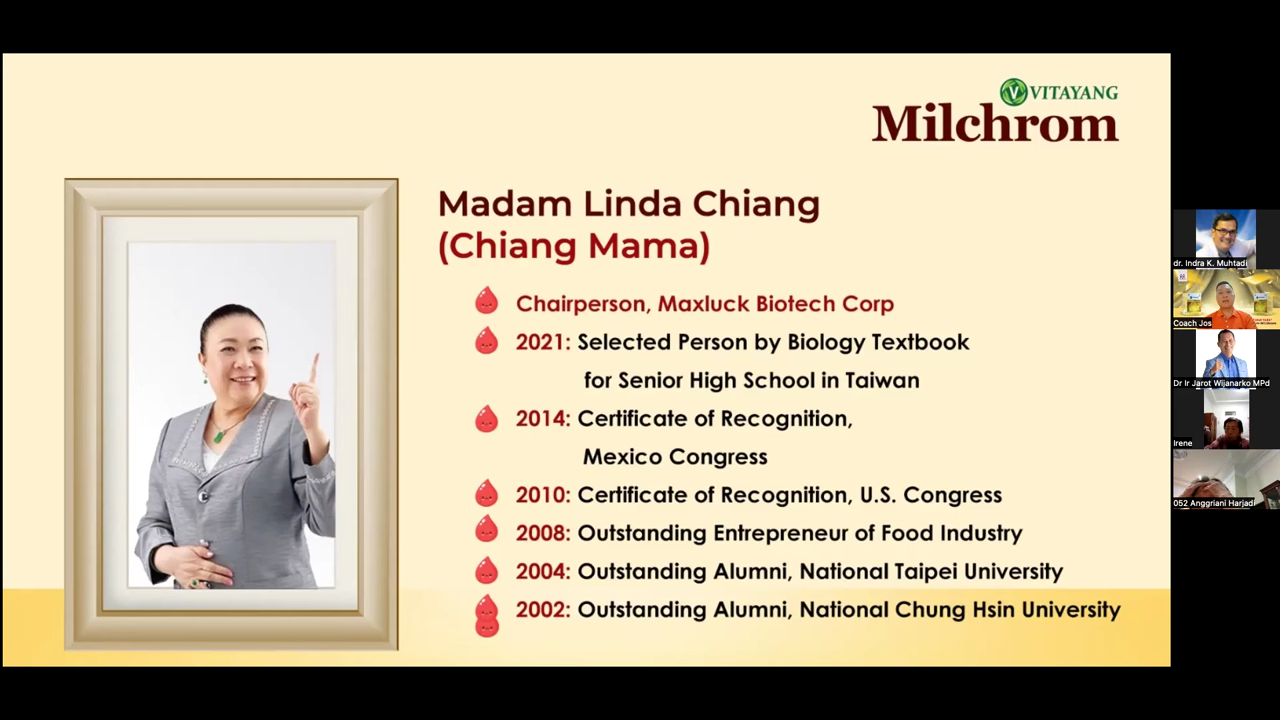 VITAYANG
Milchrom
Madam Linda Chiang
(Chiang Mama)
Chairperson, Maxluck Biotech Corp
2021: Selected Person by Biology Textbook
for Senior High School in Taiwan
2014: Certificate of Recognition,
Mexico Congress
2010: Certificate of Recognition, U.S. Congress
2008: Outstanding Entrepreneur of Food Industry
2004: Outstanding Alumni, National Taipei University
2002: Outstanding Alumni, National Chung Hsin University
dr. Indra K. Muhtadi
Coach Jos
Dr Ir Jarot Wijanarko MPd
Irene
052 Anggriani Harjadi